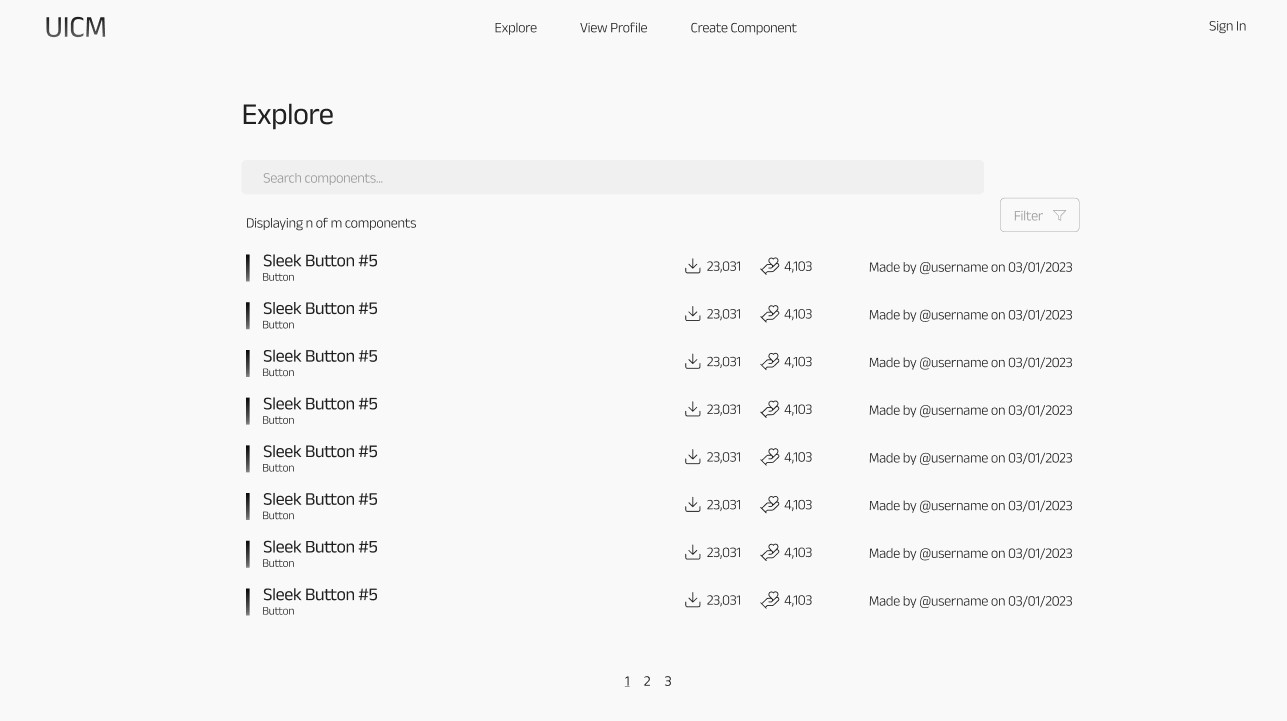 UICM Explore View Profile Create Component Sign In
Explore
Search components...
Displaying n of m components Filter
Sleek Button #5
Button
23,031 4,103 Made by @username on 03/01/2023
Sleek Button #5
Button
23,031 4,103 Made by @username on 03/01/2023
Sleek Button #5
Button
23,031 4,103 Made by @username on 03/01/2023
Sleek Button #5
Button
23,031 4,103 Made by @username on 03/01/2023
Sleek Button #5
Button
23,031 4,103 Made by @username on 03/01/2023
Sleek Button #5
Button
23,031 4,103 Made by @username on 03/01/2023
Sleek Button #5
Button
23,031 4,103 Made by @username on 03/01/2023
Sleek Button #5
Button
23,031 4,103 Made by @username on 03/01/2023
1 2 3